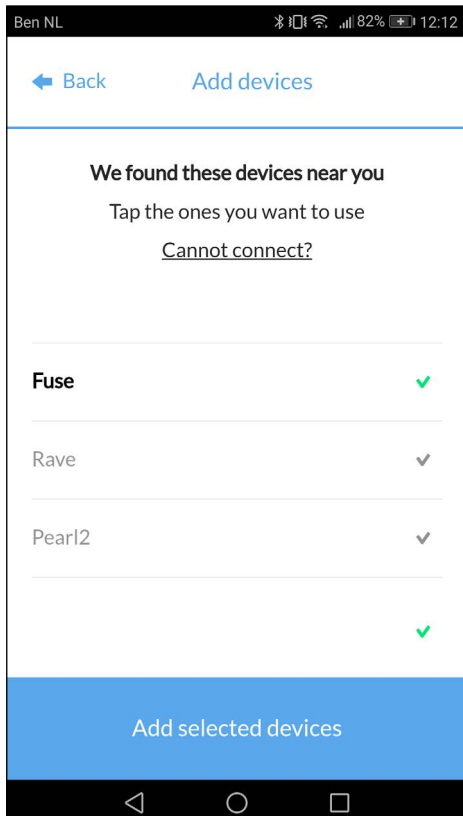 Ben NL 82% 12:12
Back Add devices
We found these devices near you
Tap the ones you want to use
Cannot connect?
Fuse
Rave
Pearl2
Add selected devices